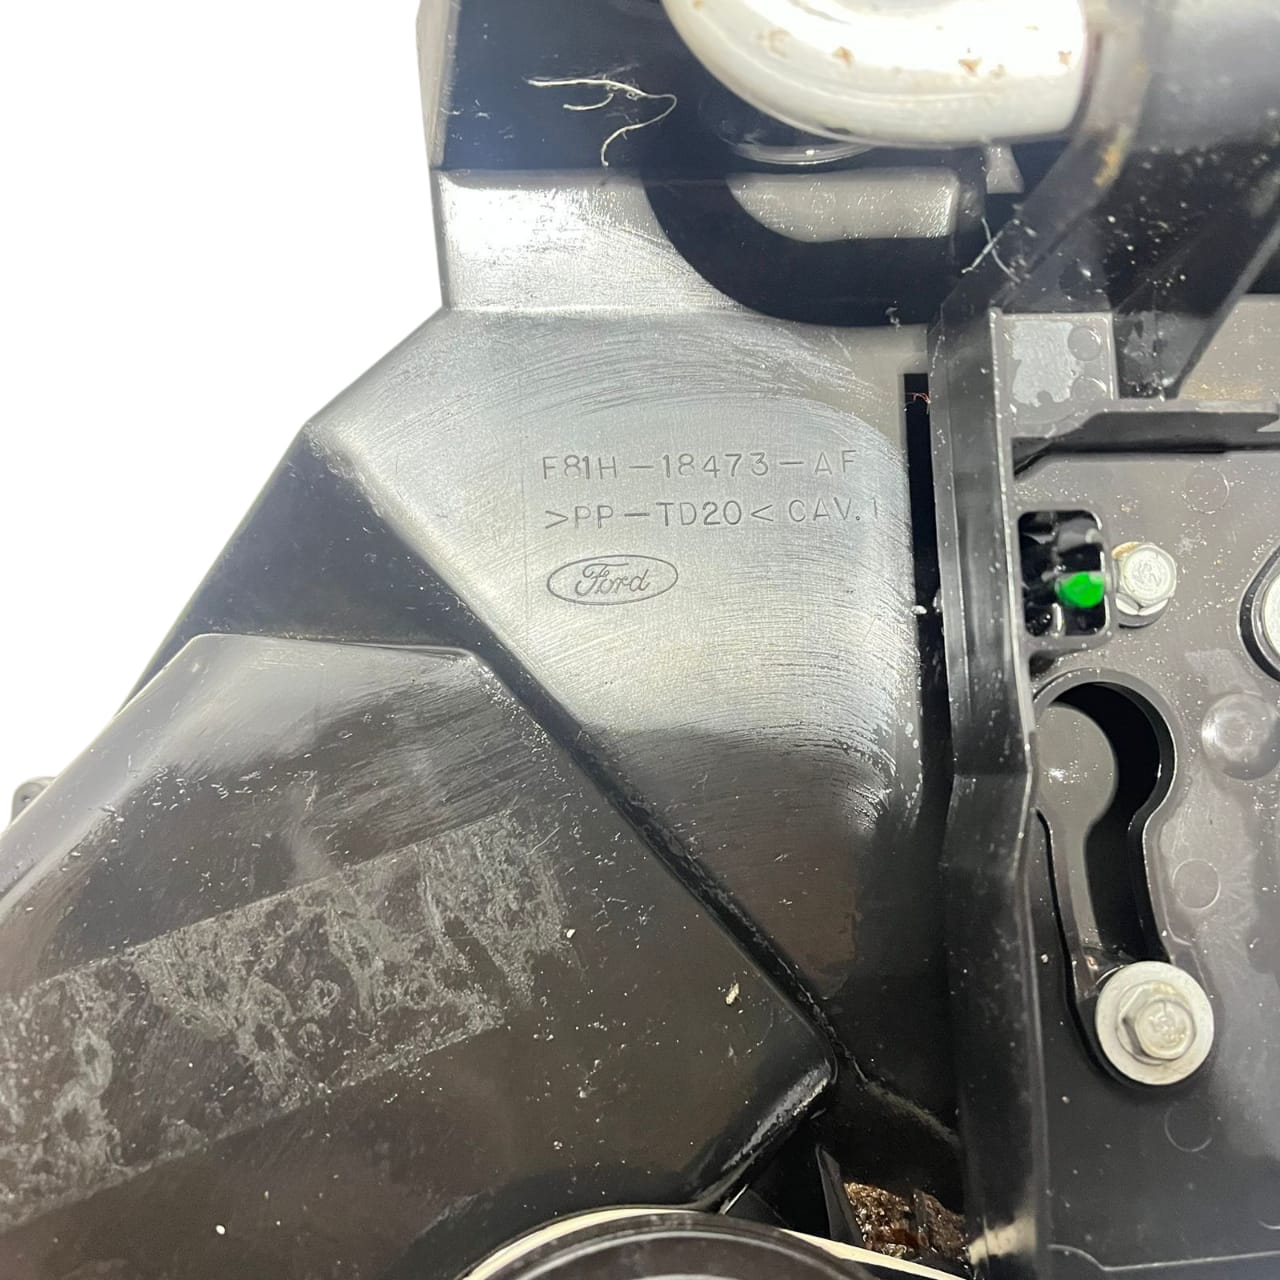 F81H-18473-AF
>PP-TD20< CAV.1
Ford